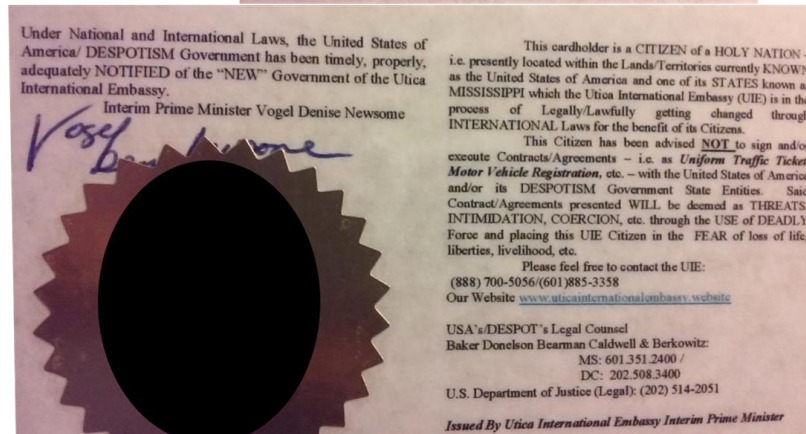 Under National and International Laws, the United States of
America/ DESPOTISM Government has been timely, properly,
adequately NOTIFIED of the “NEW” Government of the Utica
International Embassy.
Interim Prime Minister Vogel Denise Newsome
Vogel
This cardholder is a CITIZEN of a HOLY NATION -
i.e. presently located within the Lands/Territories currently KNOWN
as the United States of America and one of its STATES known a
MISSISSIPPI which the Utica International Embassy (UIE) is in the
process of Legally/Lawfully getting changed through
INTERNATIONAL Laws for the benefit of its Citizens.
This Citizen has been advised NOT to sign and/or
execute Contracts/Agreements – i.e. as Uniform Traffic Ticket
Motor Vehicle Registration, etc. – with the United States of America
and/or its DESPOTISM Government State Entities. Said
Contract/Agreements presented WILL be deemed as THREATS
INTIMIDATION, COERCION, etc. through the USE of DEADLY
Force and placing this UIE Citizen in the FEAR of loss of life
liberties, livelihood, etc.
Please feel free to contact the UIE:
(888) 700-5056/(601)885-3358
Our Website www.uticainternationalembassy.website
USA's/DESPOT's Legal Counsel
Baker Donelson Bearman Caldwell & Berkowitz:
MS: 601.351.2400 /
DC: 202.508.3400
U.S. Department of Justice (Legal): (202) 514-2051
Issued By Utica International Embassy Interim Prime Minister